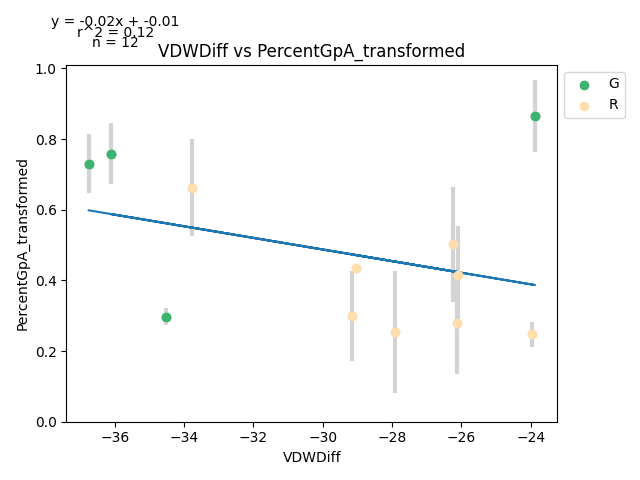 y = -0.02x + -0.01
r^2 = 0.12
n = 12
VDWDiff vs PercentGpA_transformed
1.0
0.8
0.6
0.4
0.2
0.0
PercentGpA_transformed
−36
−34
−32
−30
−28
−26
−24
VDWDiff
G
R